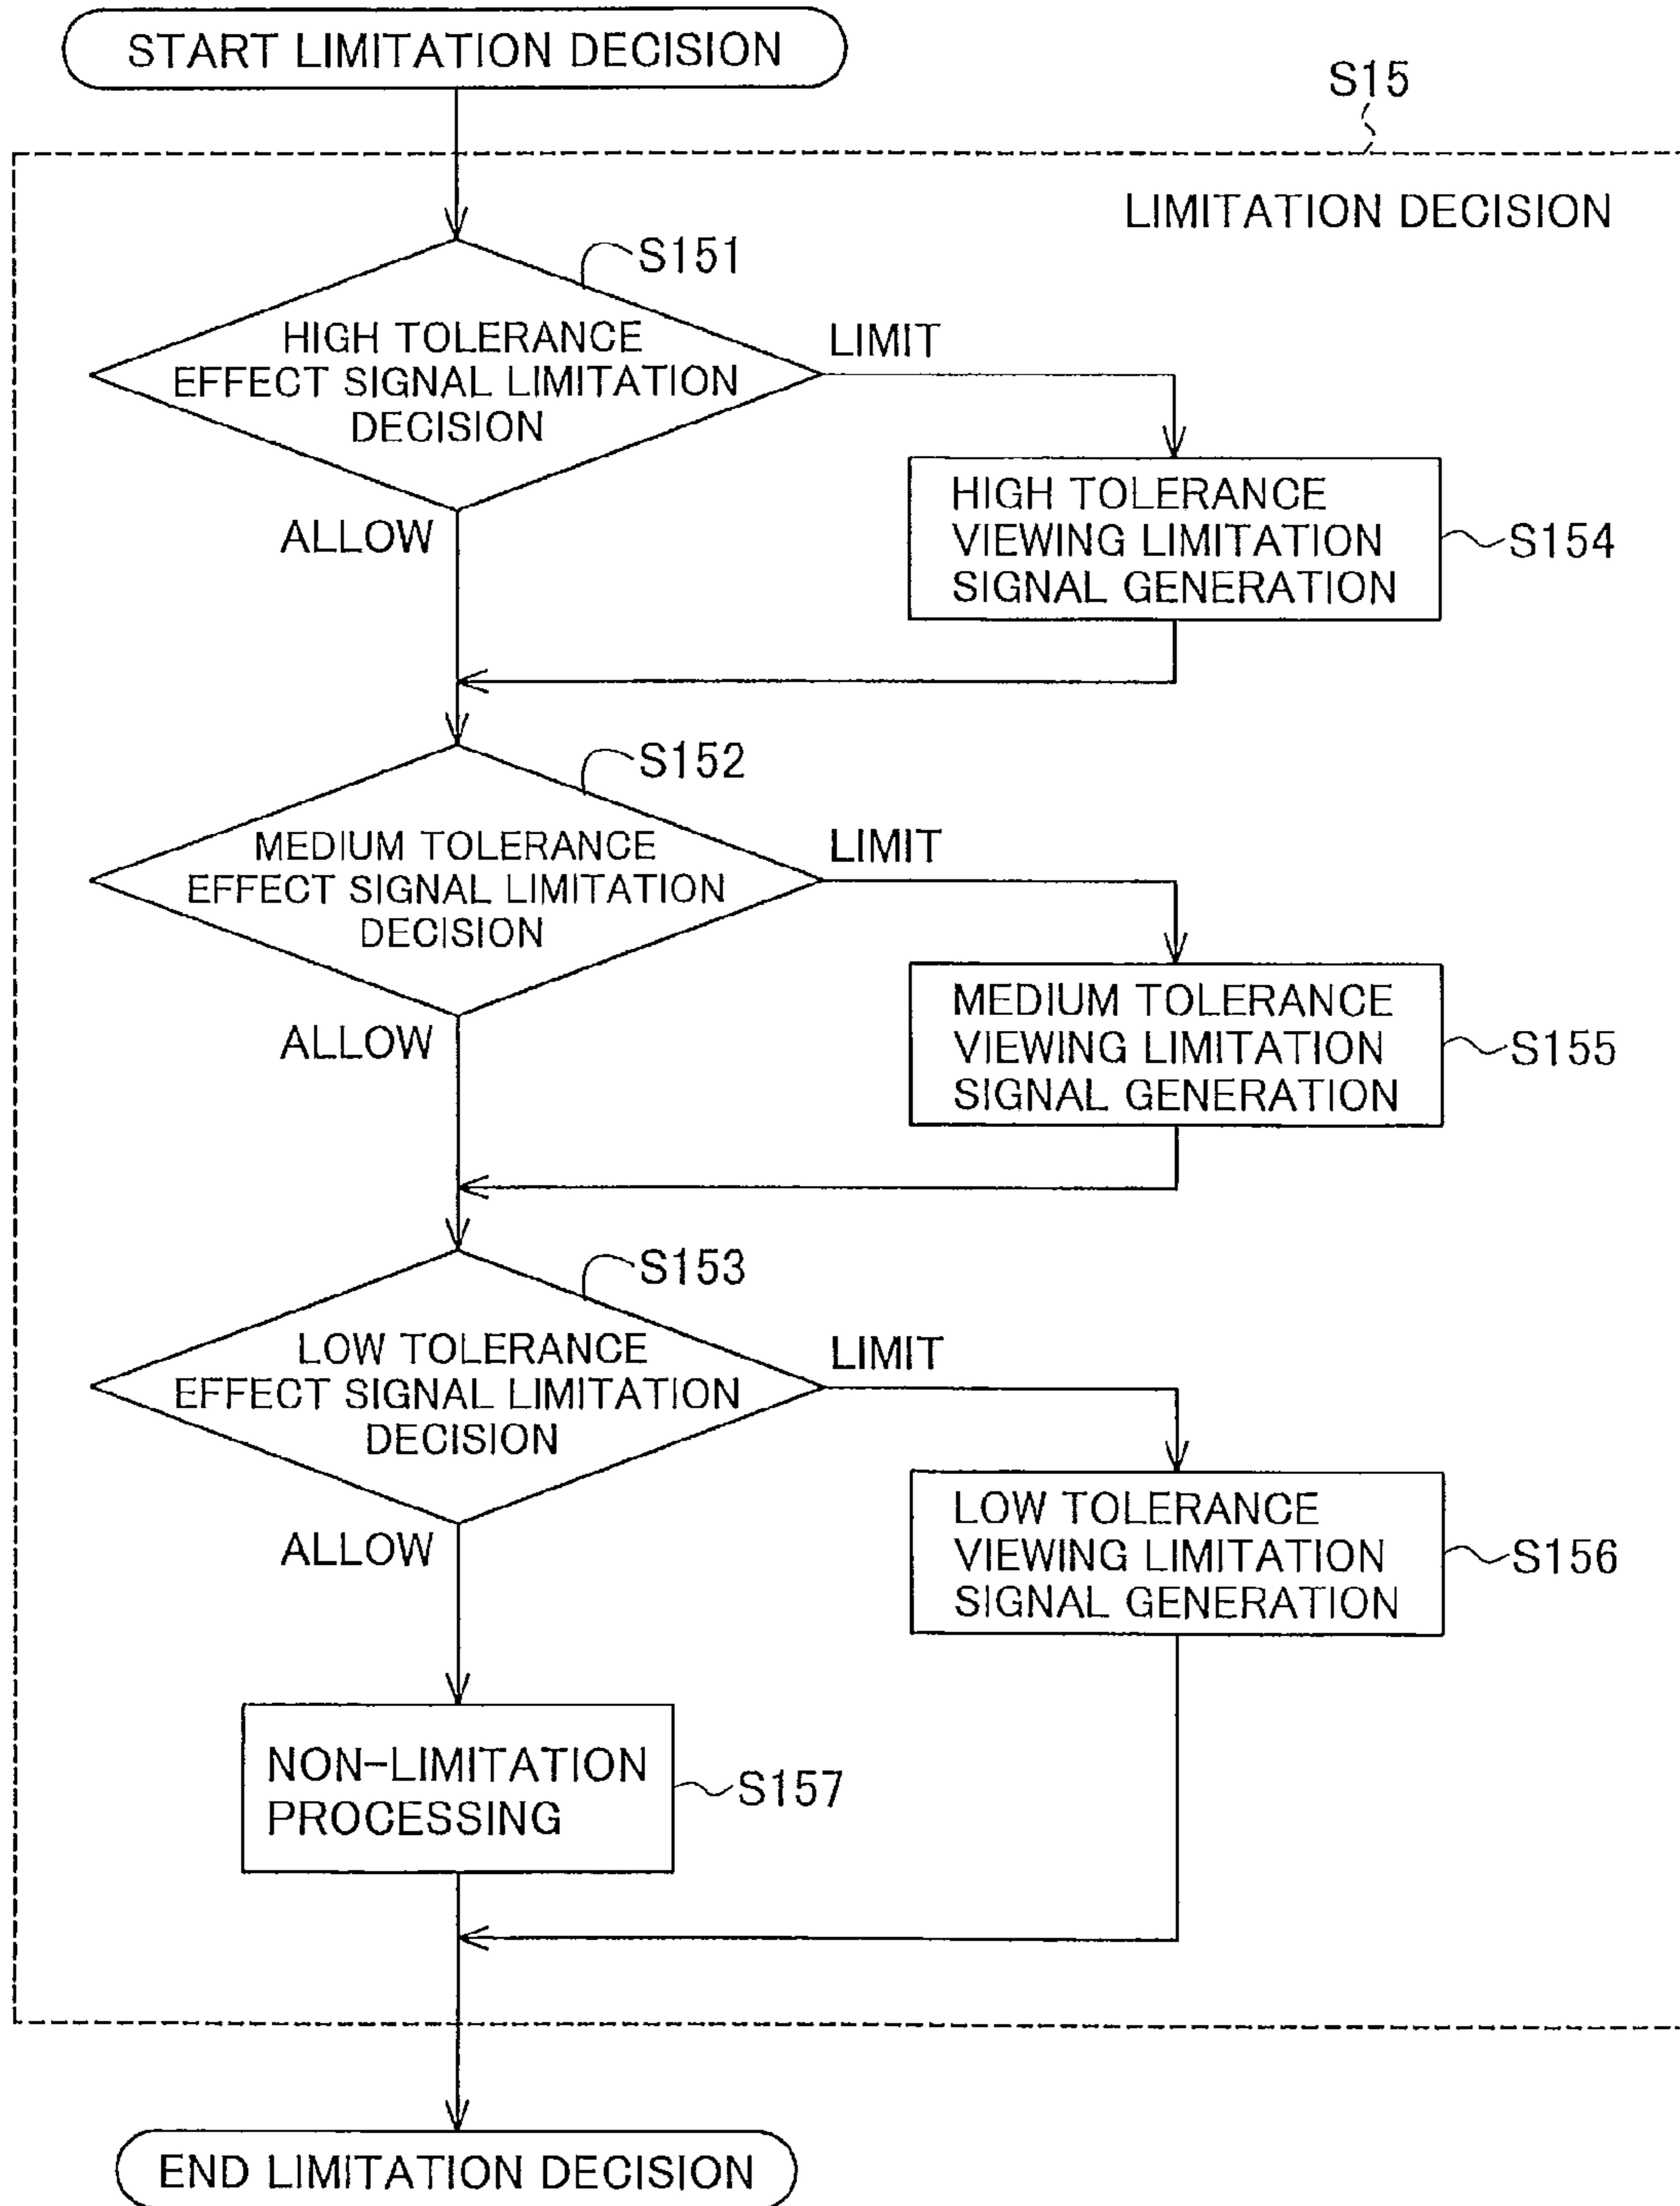 START LIMITATION DECISION
S15
LIMITATION DECISION
S151
HIGH TOLERANCE
EFFECT SIGNAL LIMITATION
DECISION
LIMIT
ALLOW
HIGH TOLERANCE
VIEWING LIMITATION
SIGNAL GENERATION
S154
S152
MEDIUM TOLERANCE
EFFECT SIGNAL LIMITATION
DECISION
LIMIT
ALLOW
MEDIUM TOLERANCE
VIEWING LIMITATION
SIGNAL GENERATION
S155
S153
LOW TOLERANCE
EFFECT SIGNAL LIMITATION
DECISION
LIMIT
ALLOW
LOW TOLERANCE
VIEWING LIMITATION
SIGNAL GENERATION
S156
NON-LIMITATION
PROCESSING
S157
END LIMITATION DECISION